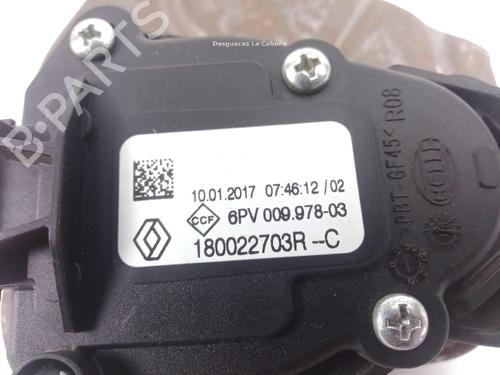 Desguaces La Cabaña
B-PARTS
10.01.2017 07:46:12 / 02
CCF 6PV 009.978-03
180022703R --C
>PBT-GF45< R08
HELLA